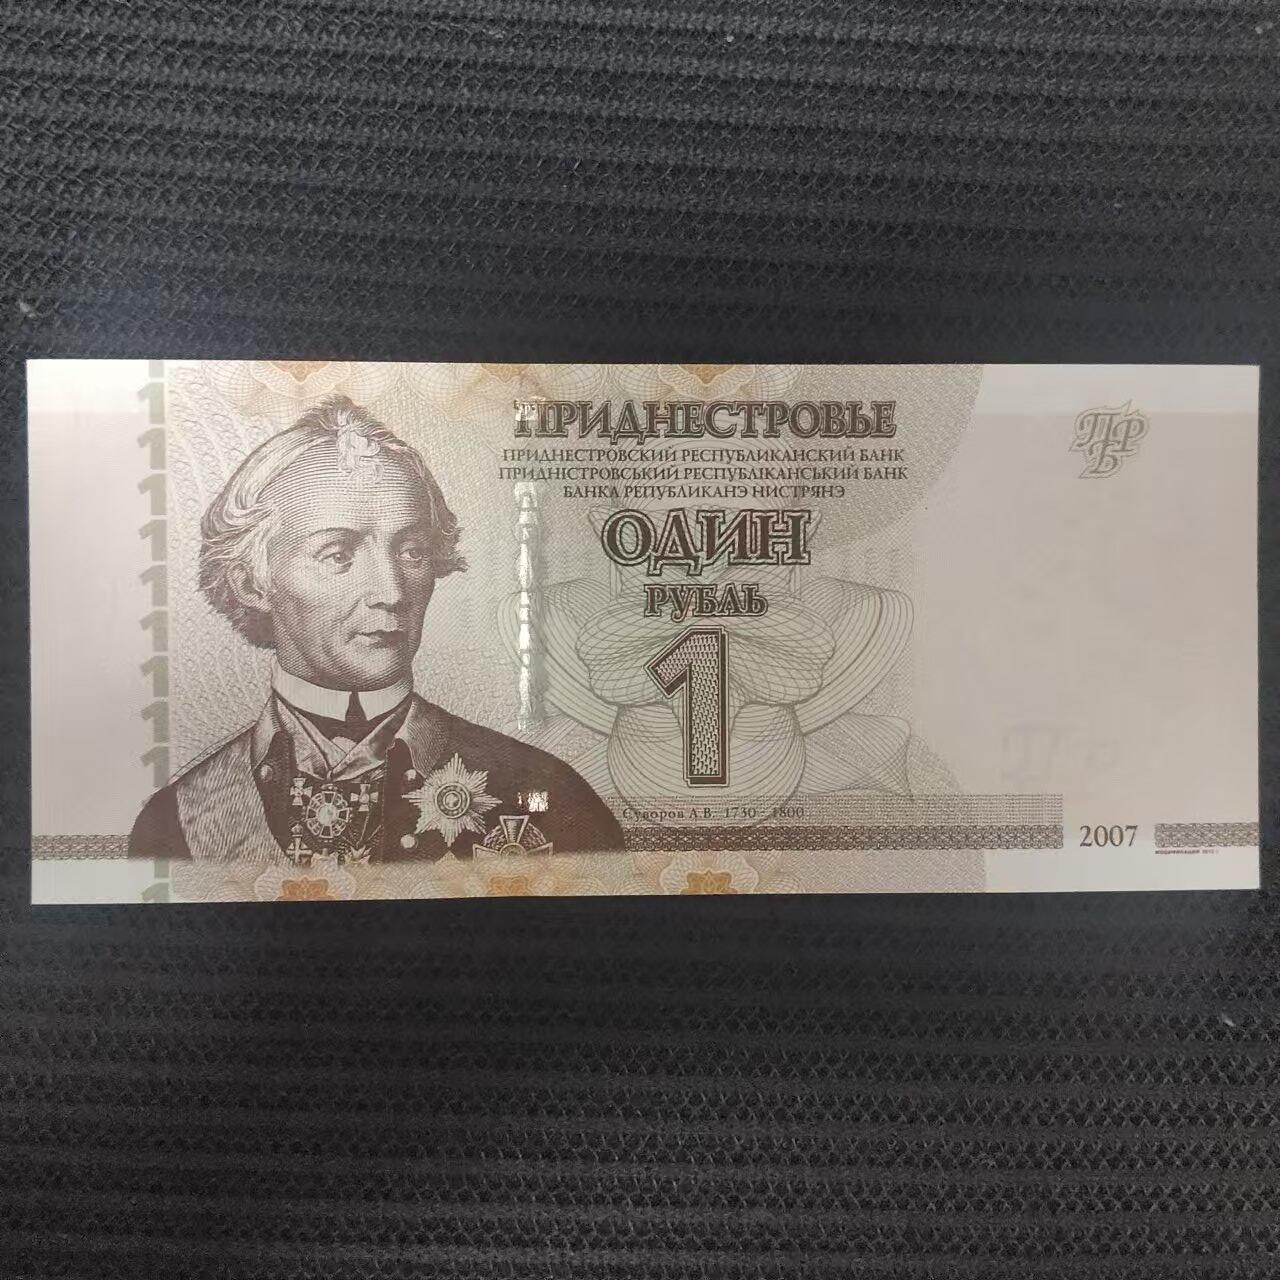 ПРИДНЕСТРОВЬЕ
ПРИДНЕСТРОВСКИЙ РЕСПУБЛИКАНСКИЙ БАНК
ПРИДНІСТРОВСЬКИЙ РЕСПУБЛІКАНСЬКИЙ БАНК
БАНКА РЕПУБЛИКАНЭ НИСТРЯНЭ
ОДИН
РУБЛЬ
1
Суворов А.В. 1730 - 1800
2007
ПРБ